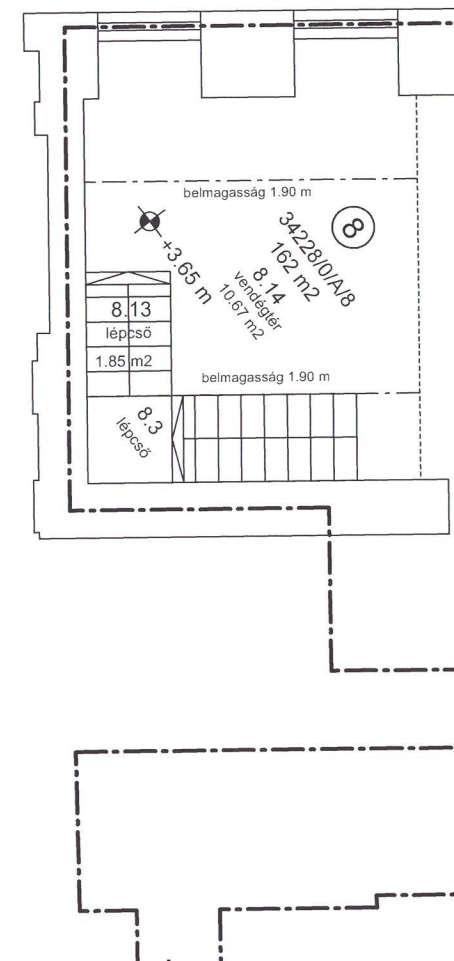 belmagasság 1.90 m
8
34228/0/A/8
162 m2
8.14
vendégtér
10.67 m2
+3.65 m
8.13
lépcső
1.85 m2
belmagasság 1.90 m
8.3
lépcső